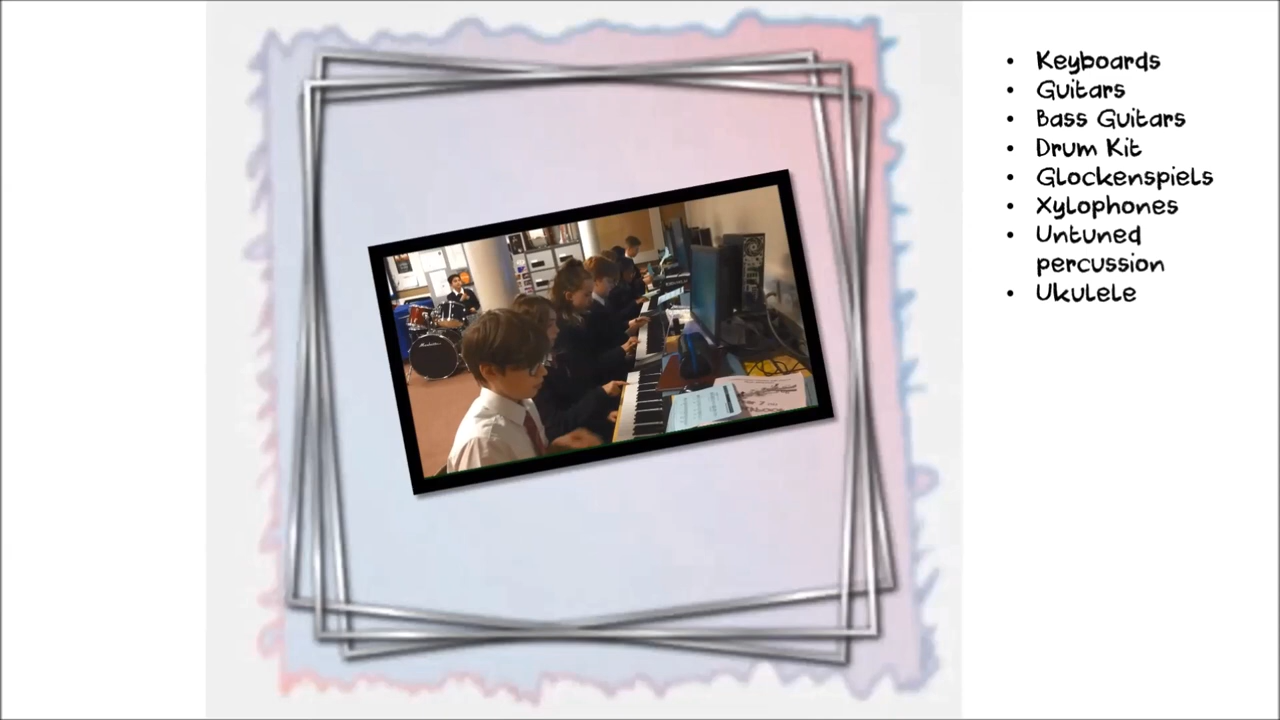 • Keyboards
• Guitars
• Bass Guitars
• Drum Kit
• Glockenspiels
• Xylophones
• Untuned
percussion
• Ukulele